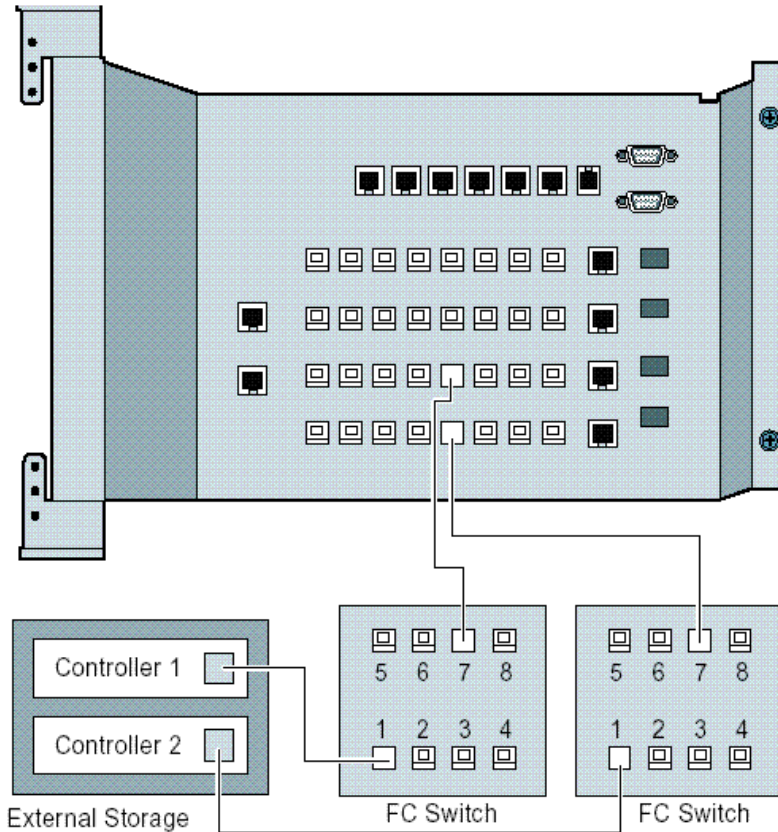 Controller 1
Controller 2
External Storage
5 6 7 8
1 2 3 4
FC Switch
5 6 7 8
1 2 3 4
FC Switch